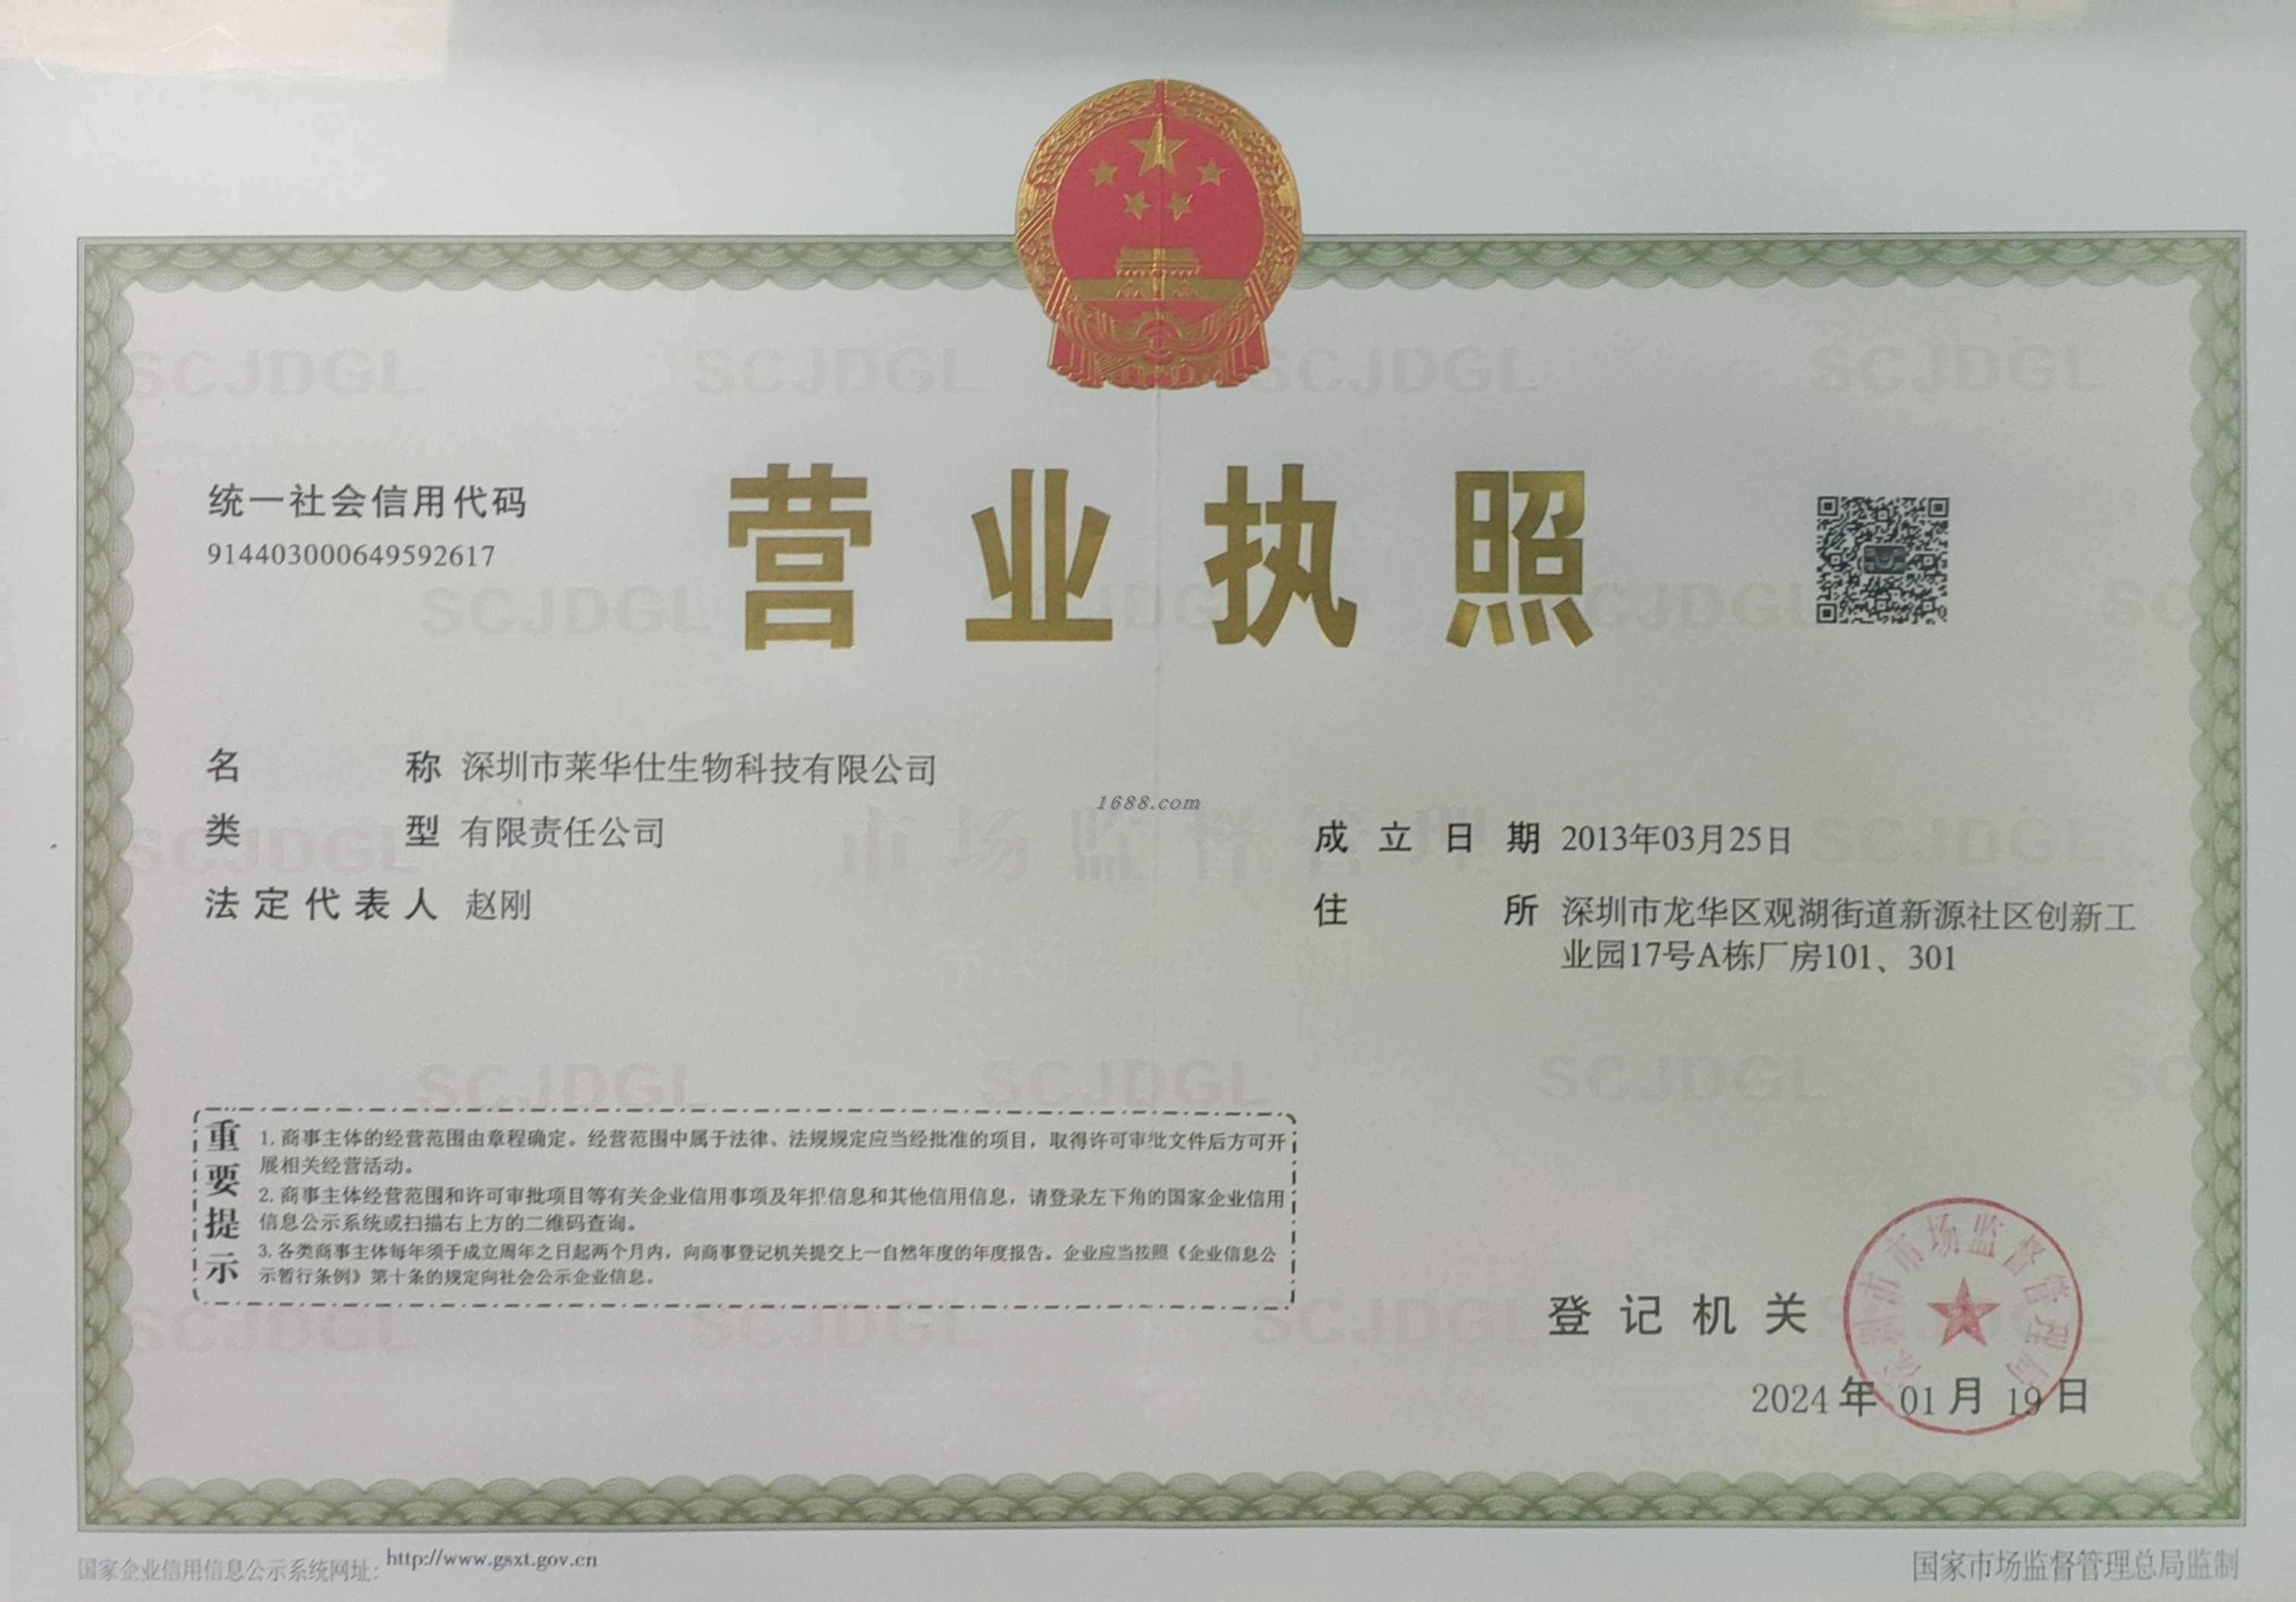 统一社会信用代码
914403000649592617
营业执照
名称 深圳市莱华仕生物科技有限公司
类型 有限责任公司
法定代表人 赵刚
1688.com
市场监督管理
成立日期 2013年03月25日
住所 深圳市龙华区观湖街道新源社区创新工
业园17号A栋厂房101、301
SCJDGL
重要提示
1.商事主体的经营范围由章程确定。经营范围中属于法律、法规规定应当经批准的项目，取得许可审批文件后方可开
展相关经营活动。
2.商事主体经营范围和许可审批项目等有关企业信用事项及年报信息和其他信用信息，请登录左下角的国家企业信用
信息公示系统或扫描右上方的二维码查询。
3.各类商事主体每年须于成立周年之日起两个月内，向商事登记机关提交上一自然年度的年度报告。企业应当按照《企业信息公
示暂行条例》第十条的规定向社会公示企业信息。
登记机关
深圳市市场监督管理局
2024年01月19日
国家企业信用信息公示系统网址: http://www.gsxt.gov.cn
国家市场监督管理总局监制